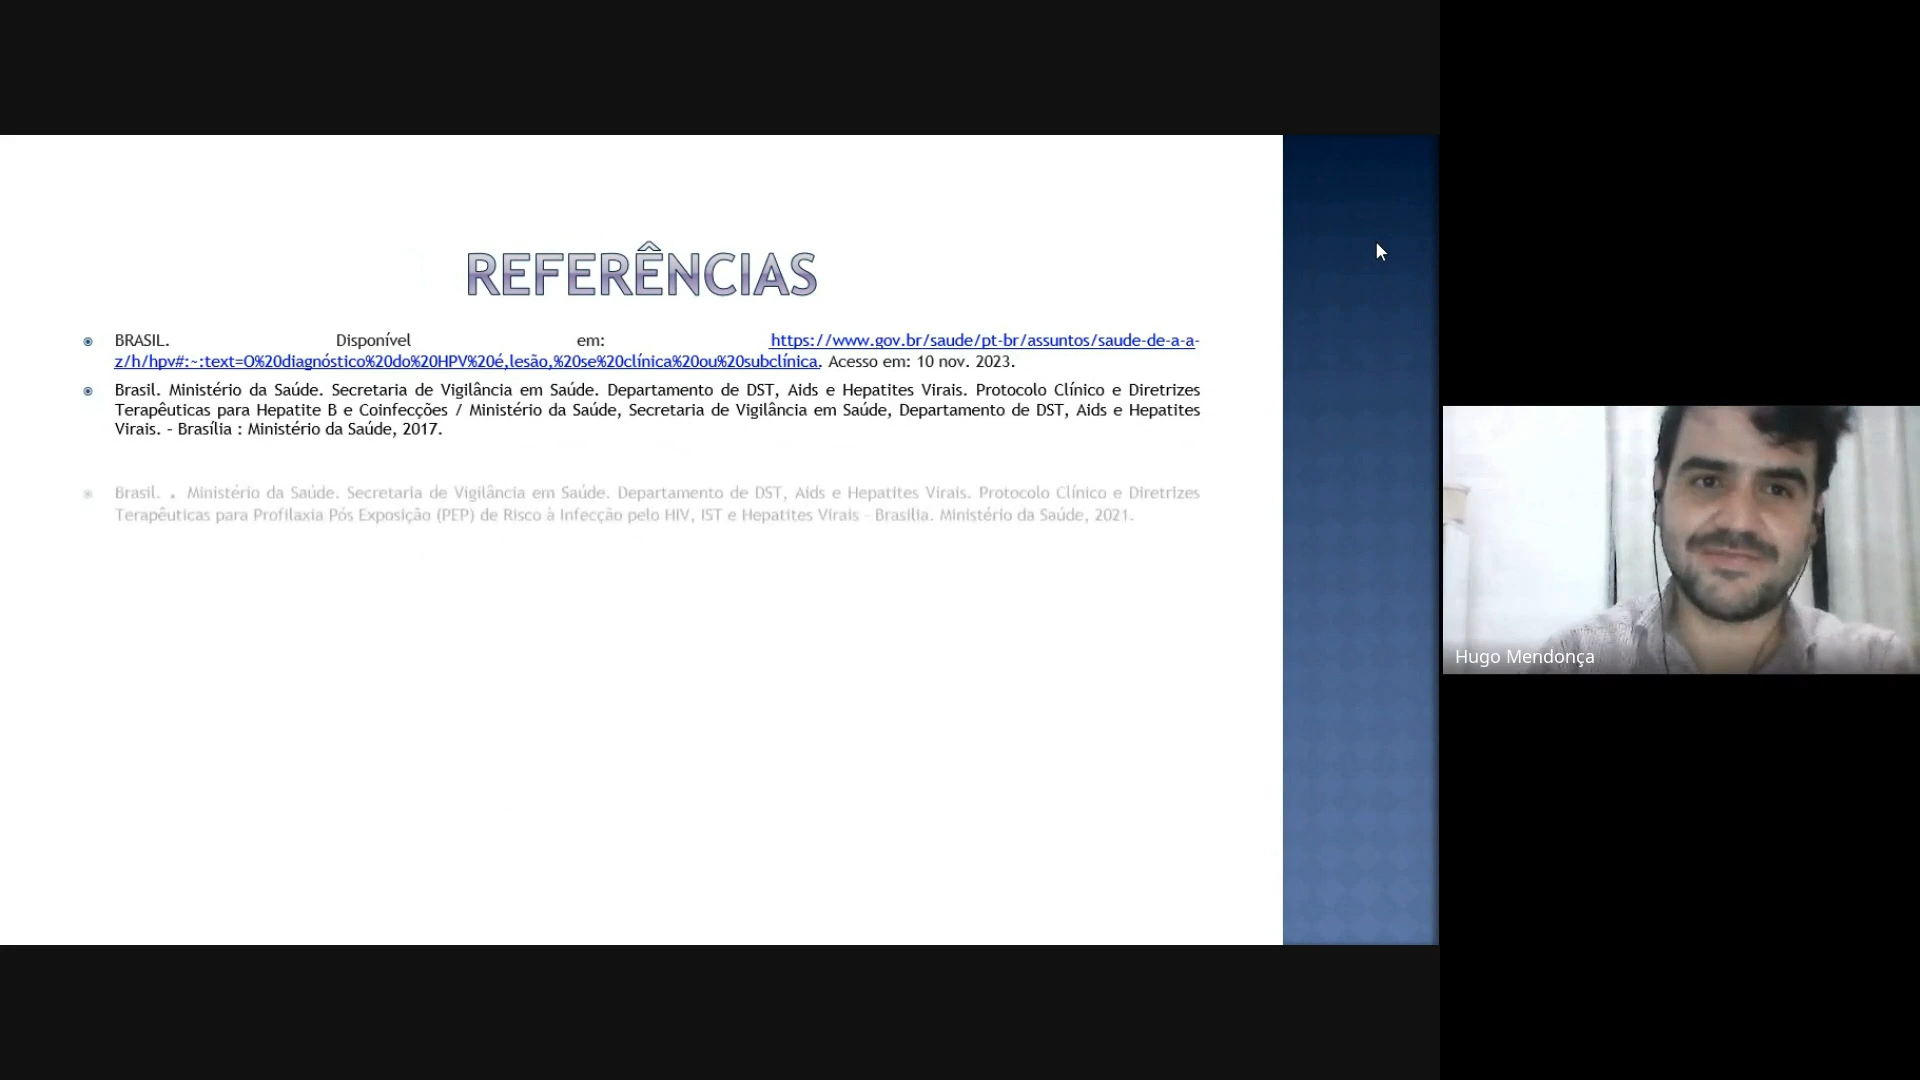 REFERÊNCIAS
BRASIL. Disponível em: https://www.gov.br/saude/pt-br/assuntos/saude-de-a-a-
z/h/hpv#:~:text=O%20diagnóstico%20do%20HPV%20é,lesão,%20se%20clínica%20ou%20subclínica. Acesso em: 10 nov. 2023.
Brasil. Ministério da Saúde. Secretaria de Vigilância em Saúde. Departamento de DST, Aids e Hepatites Virais. Protocolo Clínico e Diretrizes
Terapêuticas para Hepatite B e Coinfecções / Ministério da Saúde, Secretaria de Vigilância em Saúde, Departamento de DST, Aids e Hepatites
Virais. – Brasília : Ministério da Saúde, 2017.
Brasil. . Ministério da Saúde. Secretaria de Vigilância em Saúde. Departamento de DST, Aids e Hepatites Virais. Protocolo Clínico e Diretrizes
Terapêuticas para Profilaxia Pós Exposição (PEP) de Risco à Infecção pelo HIV, IST e Hepatites Virais – Brasília. Ministério da Saúde, 2021.
Hugo Mendonça